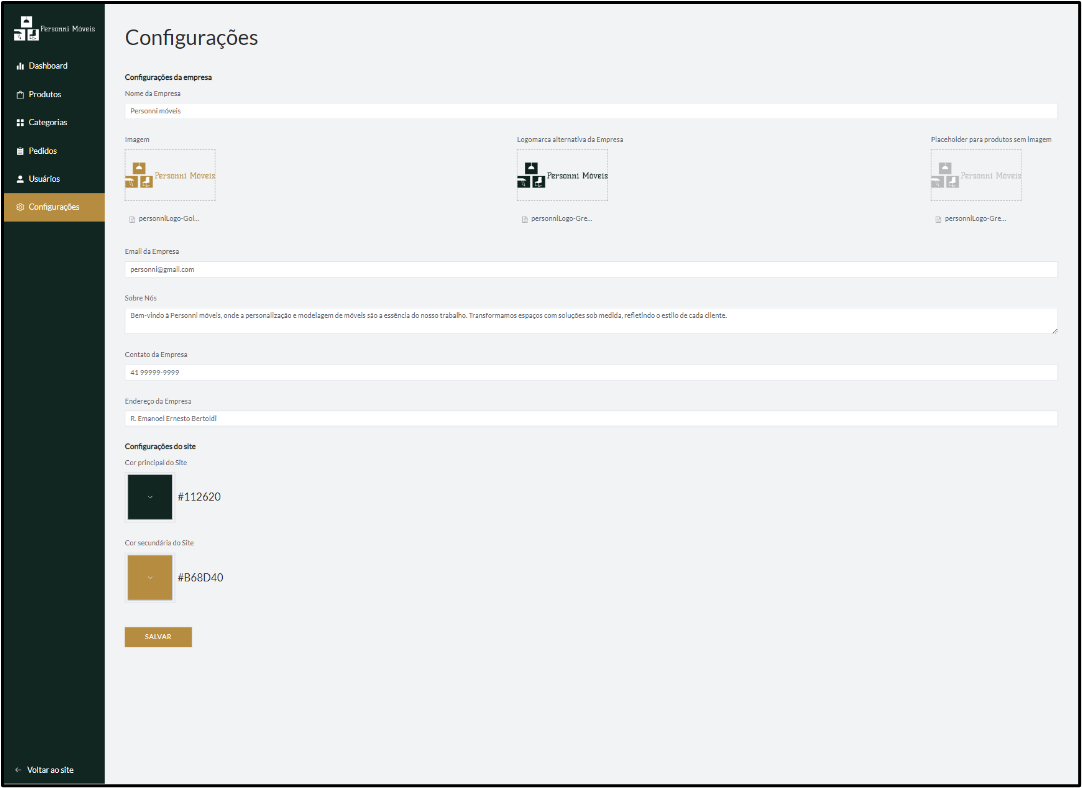 Personni Móveis
Dashboard
Produtos
Categorias
Pedidos
Usuários
Configurações
Voltar ao site
Configurações
Configurações da empresa
Nome da Empresa
Personni móveis
Imagem
Logomarca alternativa da Empresa
Placeholder para produtos sem imagem
Personni Móveis
Personni Móveis
Personni Móveis
personniLogo-Gol...
personniLogo-Gre...
personniLogo-Gre...
Email da Empresa
personni@gmail.com
Sobre Nós
Bem-vindo à Personni móveis, onde a personalização e modelagem de móveis são a essência do nosso trabalho. Transformamos espaços com soluções sob medida, refletindo o estilo de cada cliente.
Contato da Empresa
41 99999-9999
Endereço da Empresa
R. Emanoel Ernesto Bertoldi
Configurações do site
Cor principal do Site
#112620
Cor secundária do Site
#B68D40
SALVAR